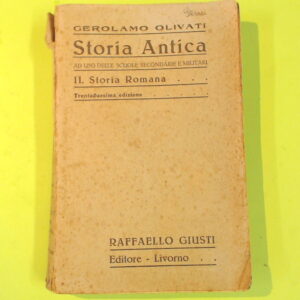 GEROLAMO OLIVATI
Storia Antica
AD USO DELLE SCUOLE SECONDARIE E MILITARI
II. Storia Romana . . .
Trentaduesima edizione . . . . . . .
RAFFAELLO GIUSTI
Editore - Livorno . .